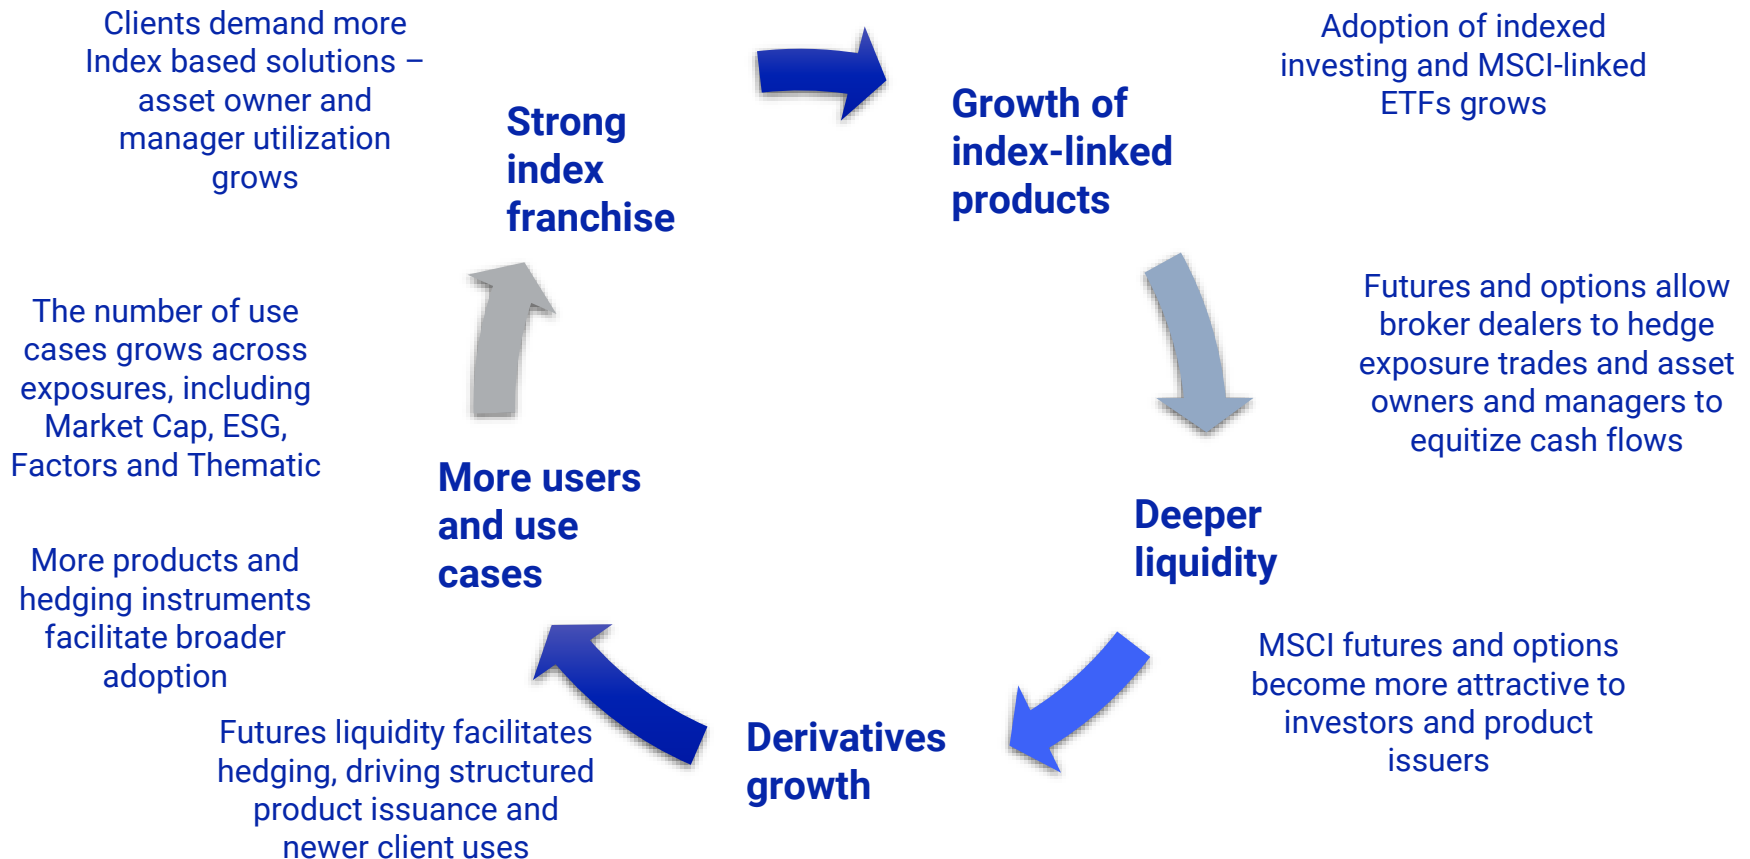 Clients demand more
Index based solutions –
asset owner and
manager utilization
grows
Strong
index
franchise
Growth of
index-linked
products
Adoption of indexed
investing and MSCI-linked
ETFs grows
Futures and options allow
broker dealers to hedge
exposure trades and asset
owners and managers to
equitize cash flows
Deeper
liquidity
MSCI futures and options
become more attractive to
investors and product
issuers
Derivatives
growth
Futures liquidity facilitates
hedging, driving structured
product issuance and
newer client uses
More products and
hedging instruments
facilitate broader
adoption
More users
and use
cases
The number of use
cases grows across
exposures, including
Market Cap, ESG,
Factors and Thematic